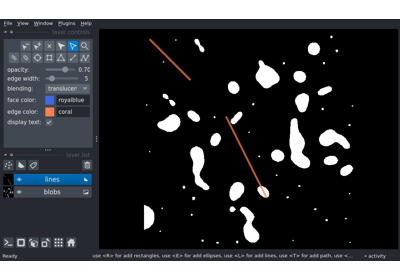 File View Window Plugins Help
layer controls
opacity: 0.70
edge width: 5
blending: translucen
face color: royalblue
edge color: coral
display text:
layer list
lines
blobs
Ready use <R> for add rectangles, use <E> for add ellipses, use <L> for add lines, use <T> for add path, use <... activity